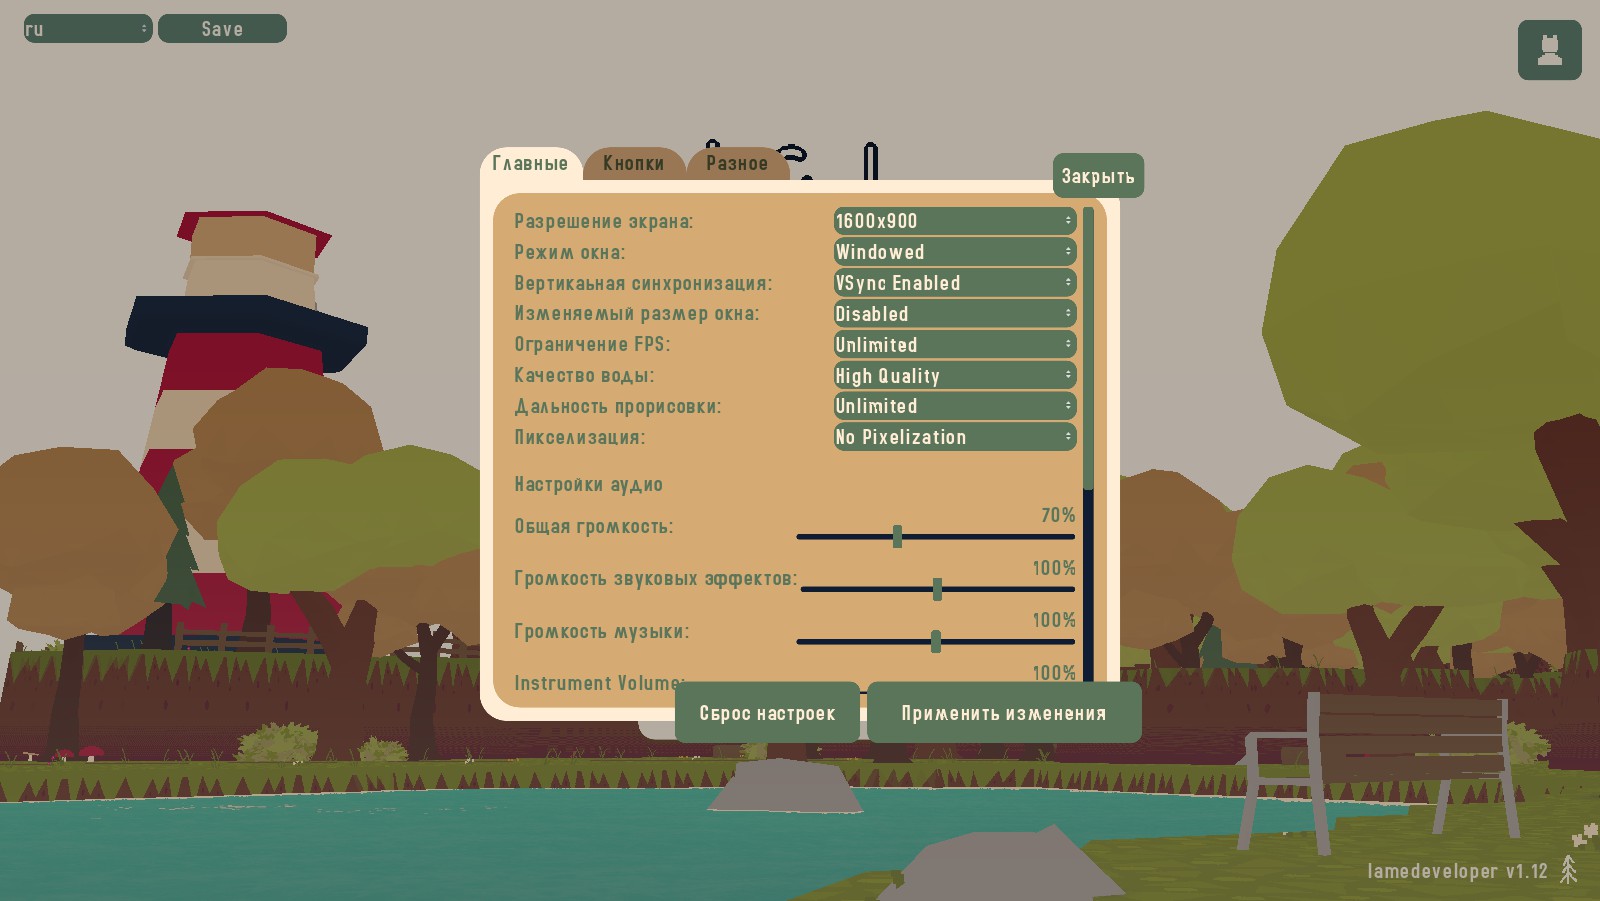 ru
Save
Главные Кнопки Разное
Закрыть
Разрешение экрана: 1600x900
Режим окна: Windowed
Вертикаьная синхронизация: VSync Enabled
Изменяемый размер окна: Disabled
Ограничение FPS: Unlimited
Качество воды: High Quality
Дальность прорисовки: Unlimited
Пикселизация: No Pixelization
Настройки аудио
Общая громкость: 70%
Громкость звуковых эффектов: 100%
Громкость музыки: 100%
Instrument Volume: 100%
Сброс настроек Применить изменения
lamedeveloper v1.12